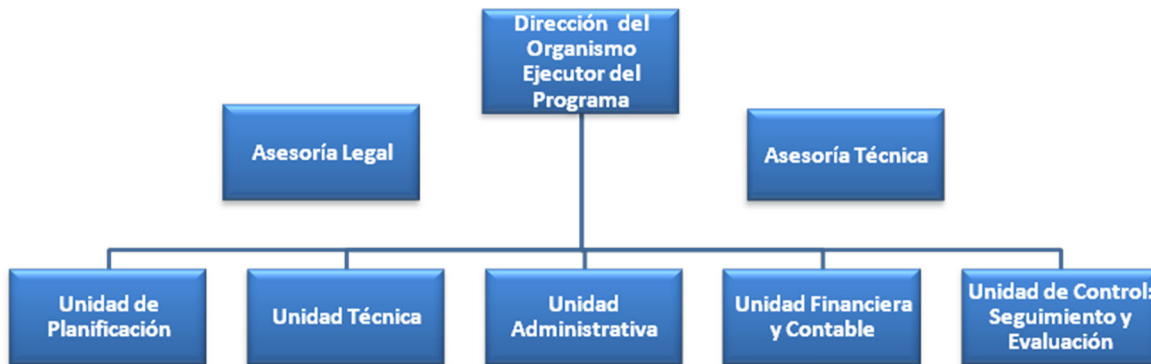 Dirección del
Organismo
Ejecutor del
Programa
Asesoría Legal
Asesoría Técnica
Unidad de
Planificación
Unidad Técnica
Unidad
Administrativa
Unidad Financiera
y Contable
Unidad de Control:
Seguimiento y
Evaluación